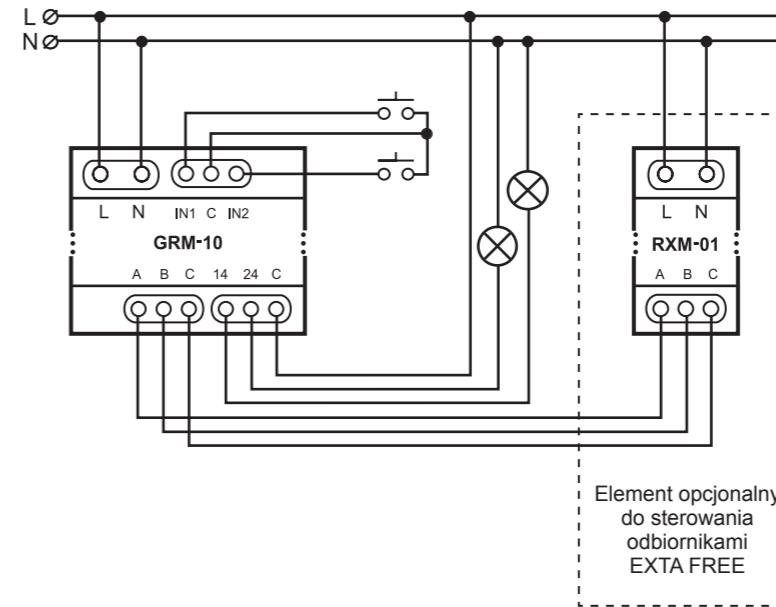 L
N
L N IN1 C IN2
GRM-10
A B C 14 24 C
L N
RXM-01
A B C
Element opcjonalny
do sterowania
odbiornikami
EXTA FREE